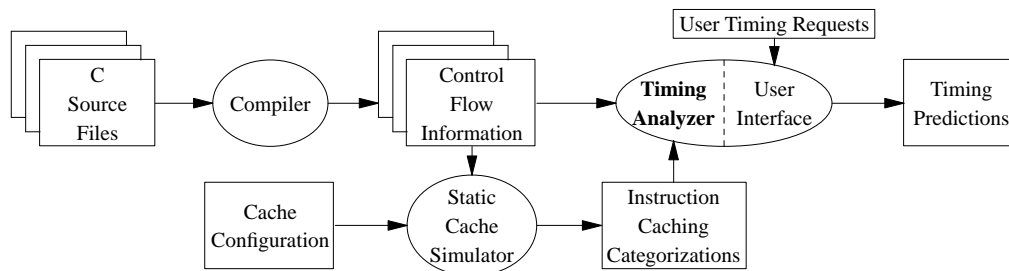 User Timing Requests
C
Source
Files
Compiler
Control
Flow
Information
Timing
Analyzer
User
Interface
Timing
Predictions
Cache
Configuration
Static
Cache
Simulator
Instruction
Caching
Categorizations